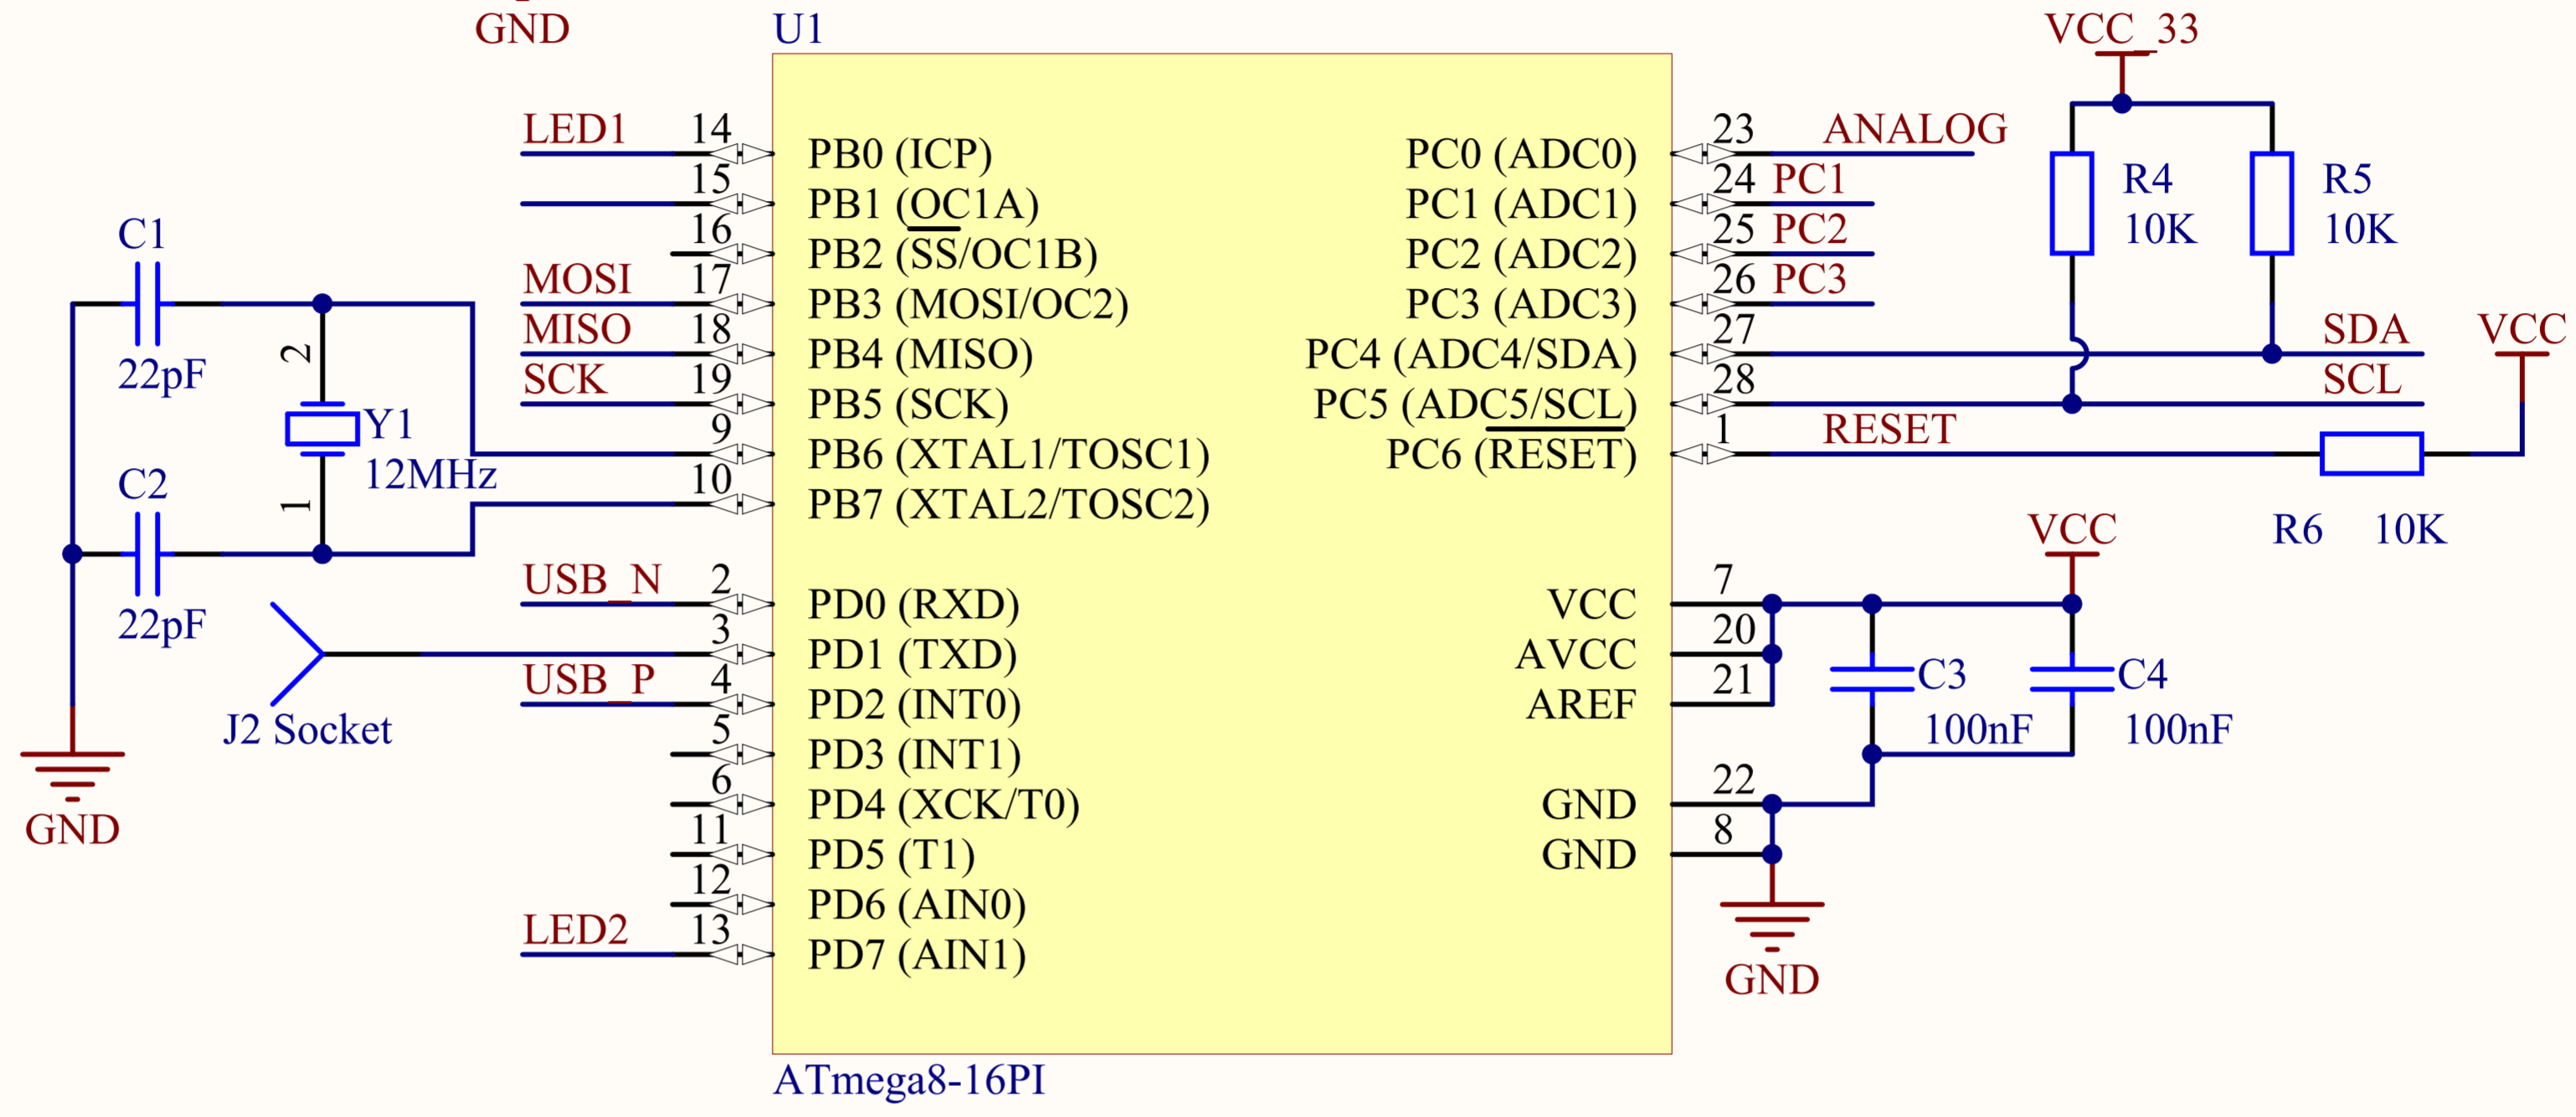 GND
U1
VCC_33
LED1
14
PB0 (ICP)
15
PB1 (OC1A)
16
PB2 (SS/OC1B)
MOSI
17
PB3 (MOSI/OC2)
MISO
18
PB4 (MISO)
SCK
19
PB5 (SCK)
9
PB6 (XTAL1/TOSC1)
10
PB7 (XTAL2/TOSC2)
C1
22pF
2
Y1
12MHz
1
C2
22pF
GND
USB_N
2
PD0 (RXD)
3
PD1 (TXD)
J2 Socket
USB_P
4
PD2 (INT0)
5
PD3 (INT1)
6
PD4 (XCK/T0)
11
PD5 (T1)
12
PD6 (AIN0)
LED2
13
PD7 (AIN1)
PC0 (ADC0)
23
ANALOG
PC1 (ADC1)
24
PC1
PC2 (ADC2)
25
PC2
PC3 (ADC3)
26
PC3
PC4 (ADC4/SDA)
27
SDA
PC5 (ADC5/SCL)
28
SCL
PC6 (RESET)
1
RESET
R4
10K
R5
10K
VCC
R6 10K
VCC
VCC
7
AVCC
20
AREF
21
C3
100nF
C4
100nF
GND
22
GND
8
GND
ATmega8-16PI